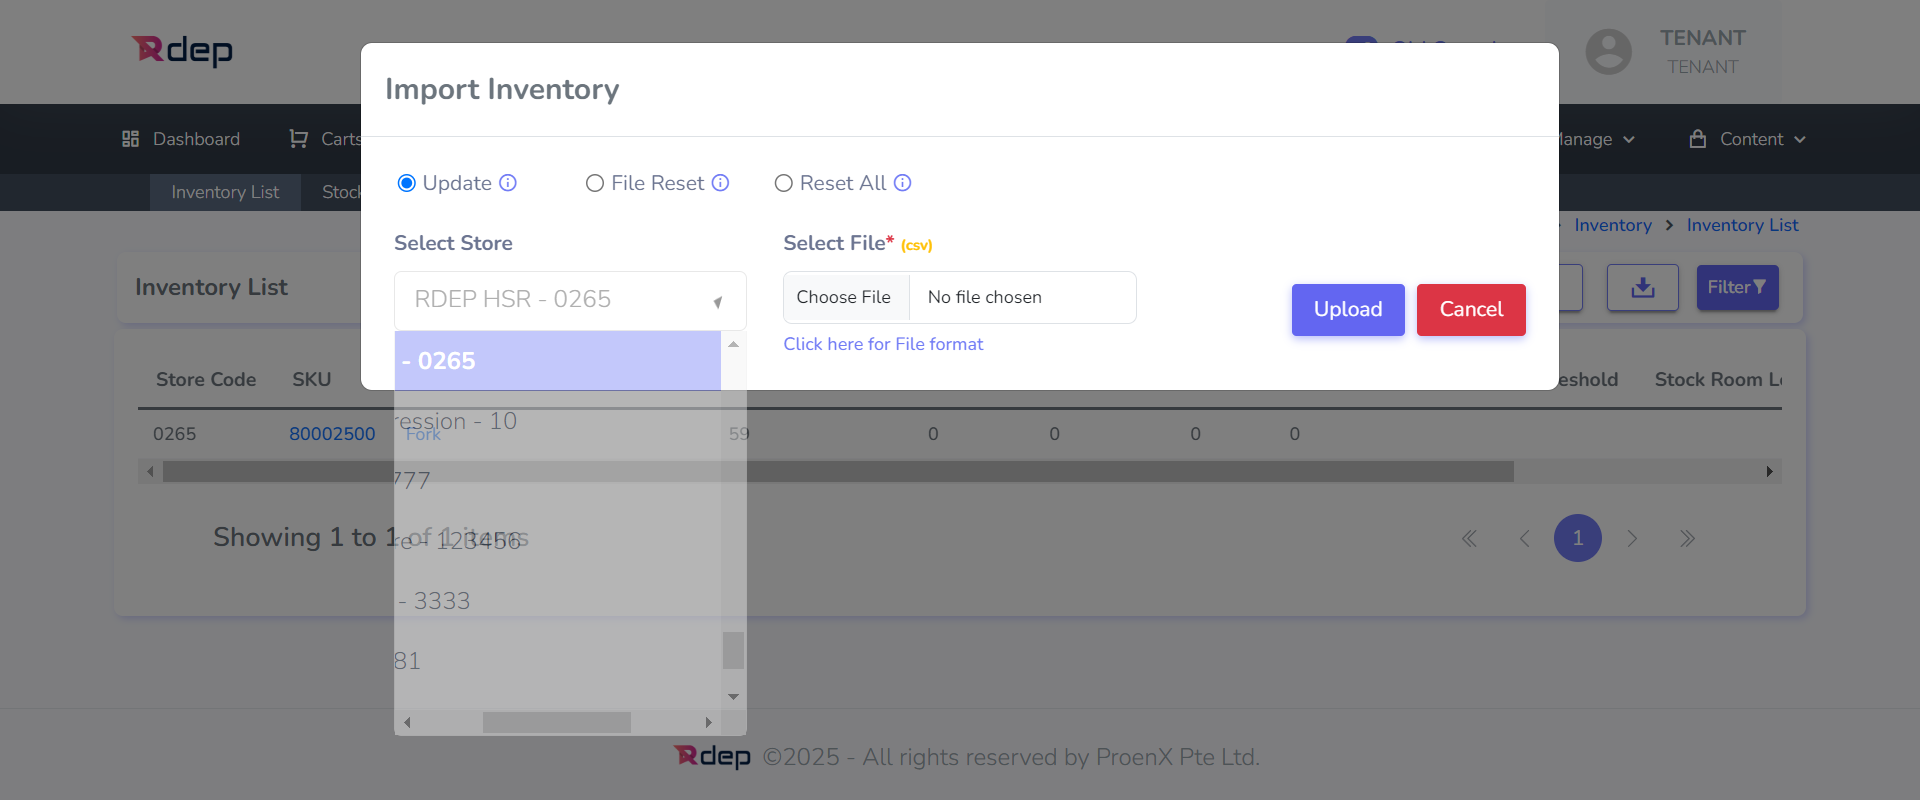 Rdep
TENANT
TENANT
Import Inventory
Dashboard
Carts
Manage
Content
Update
File Reset
Reset All
Inventory List
Stock
Inventory > Inventory List
Select Store
Select File* (csv)
RDEP HSR - 0265
Choose File
No file chosen
Upload
Cancel
Click here for File format
Inventory List
Filter
- 0265
Store Code
SKU
eshold
Stock Room Lo
ression - 10
0265
80002500
Fork
59
0
0
0
0
777
Showing 1 to 1 of 1 items
re - 123456
1
- 3333
81
Rdep ©2025 - All rights reserved by ProenX Pte Ltd.